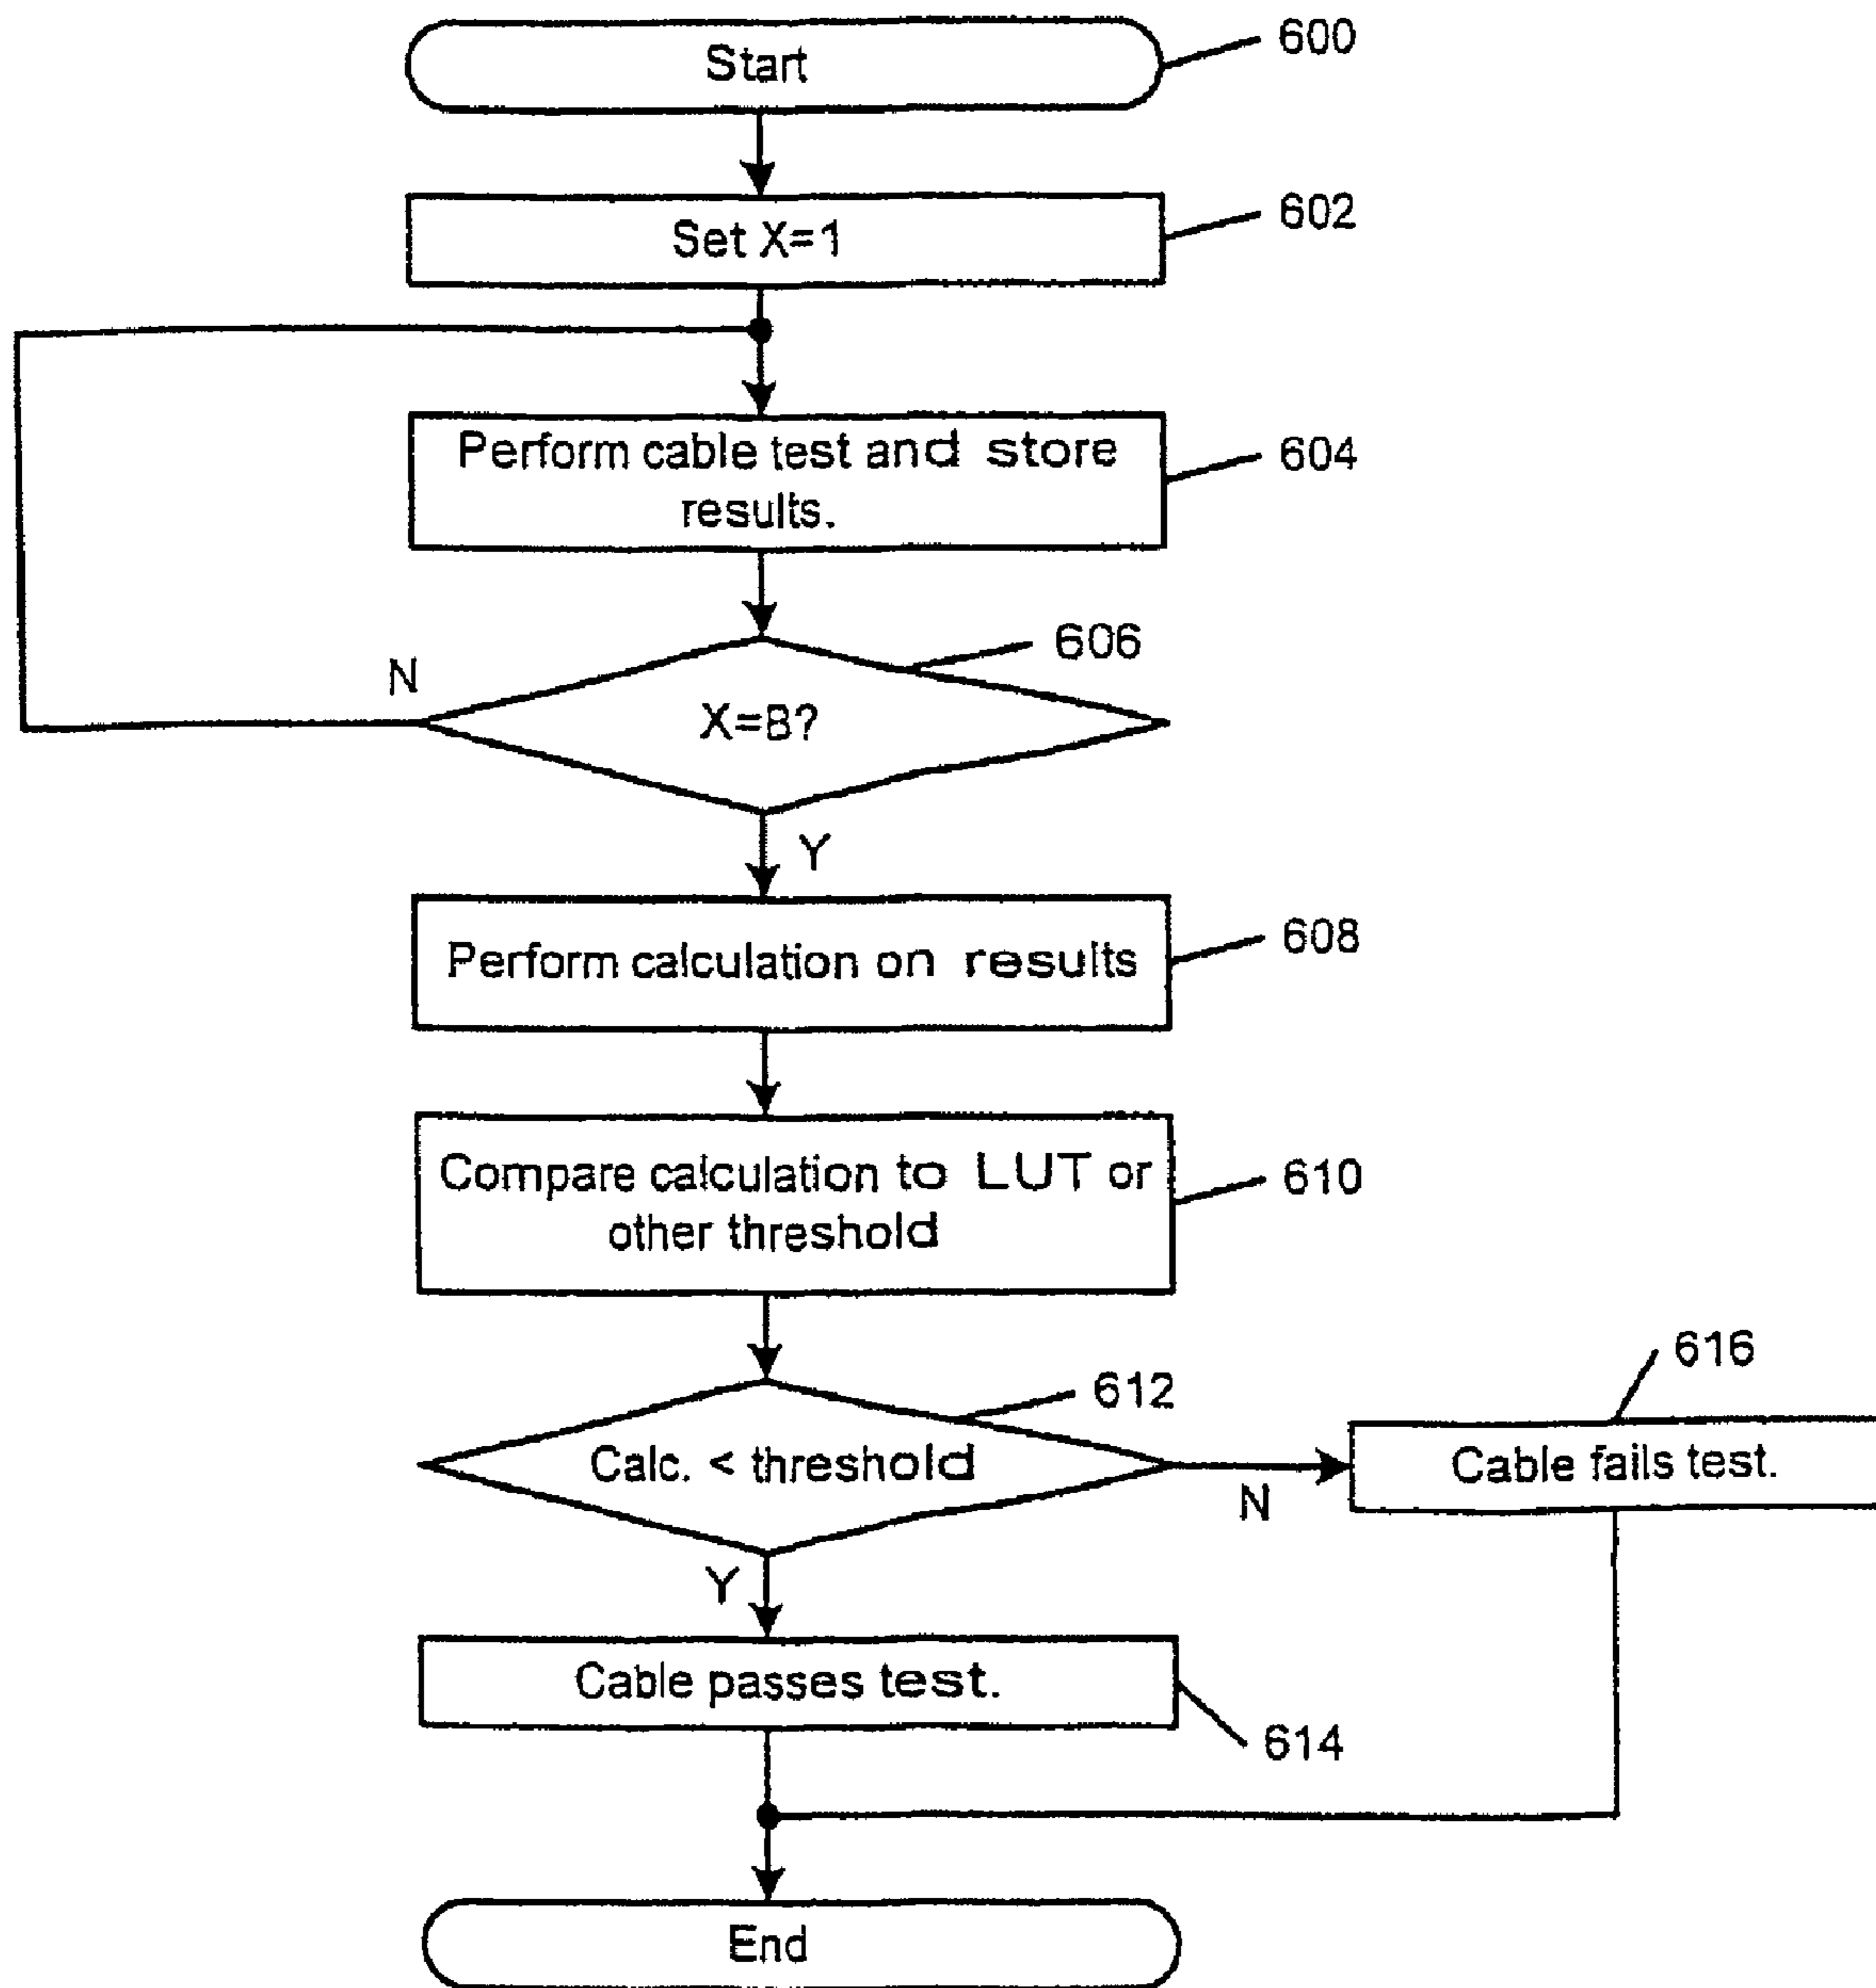 Start
600
Set X=1
602
Perform cable test and store
results.
604
606
N
X=B?
Y
Perform calculation on results
608
Compare calculation to LUT or
other threshold
610
612
616
Calc. < threshold
N
Cable fails test.
Y
Cable passes test.
614
End